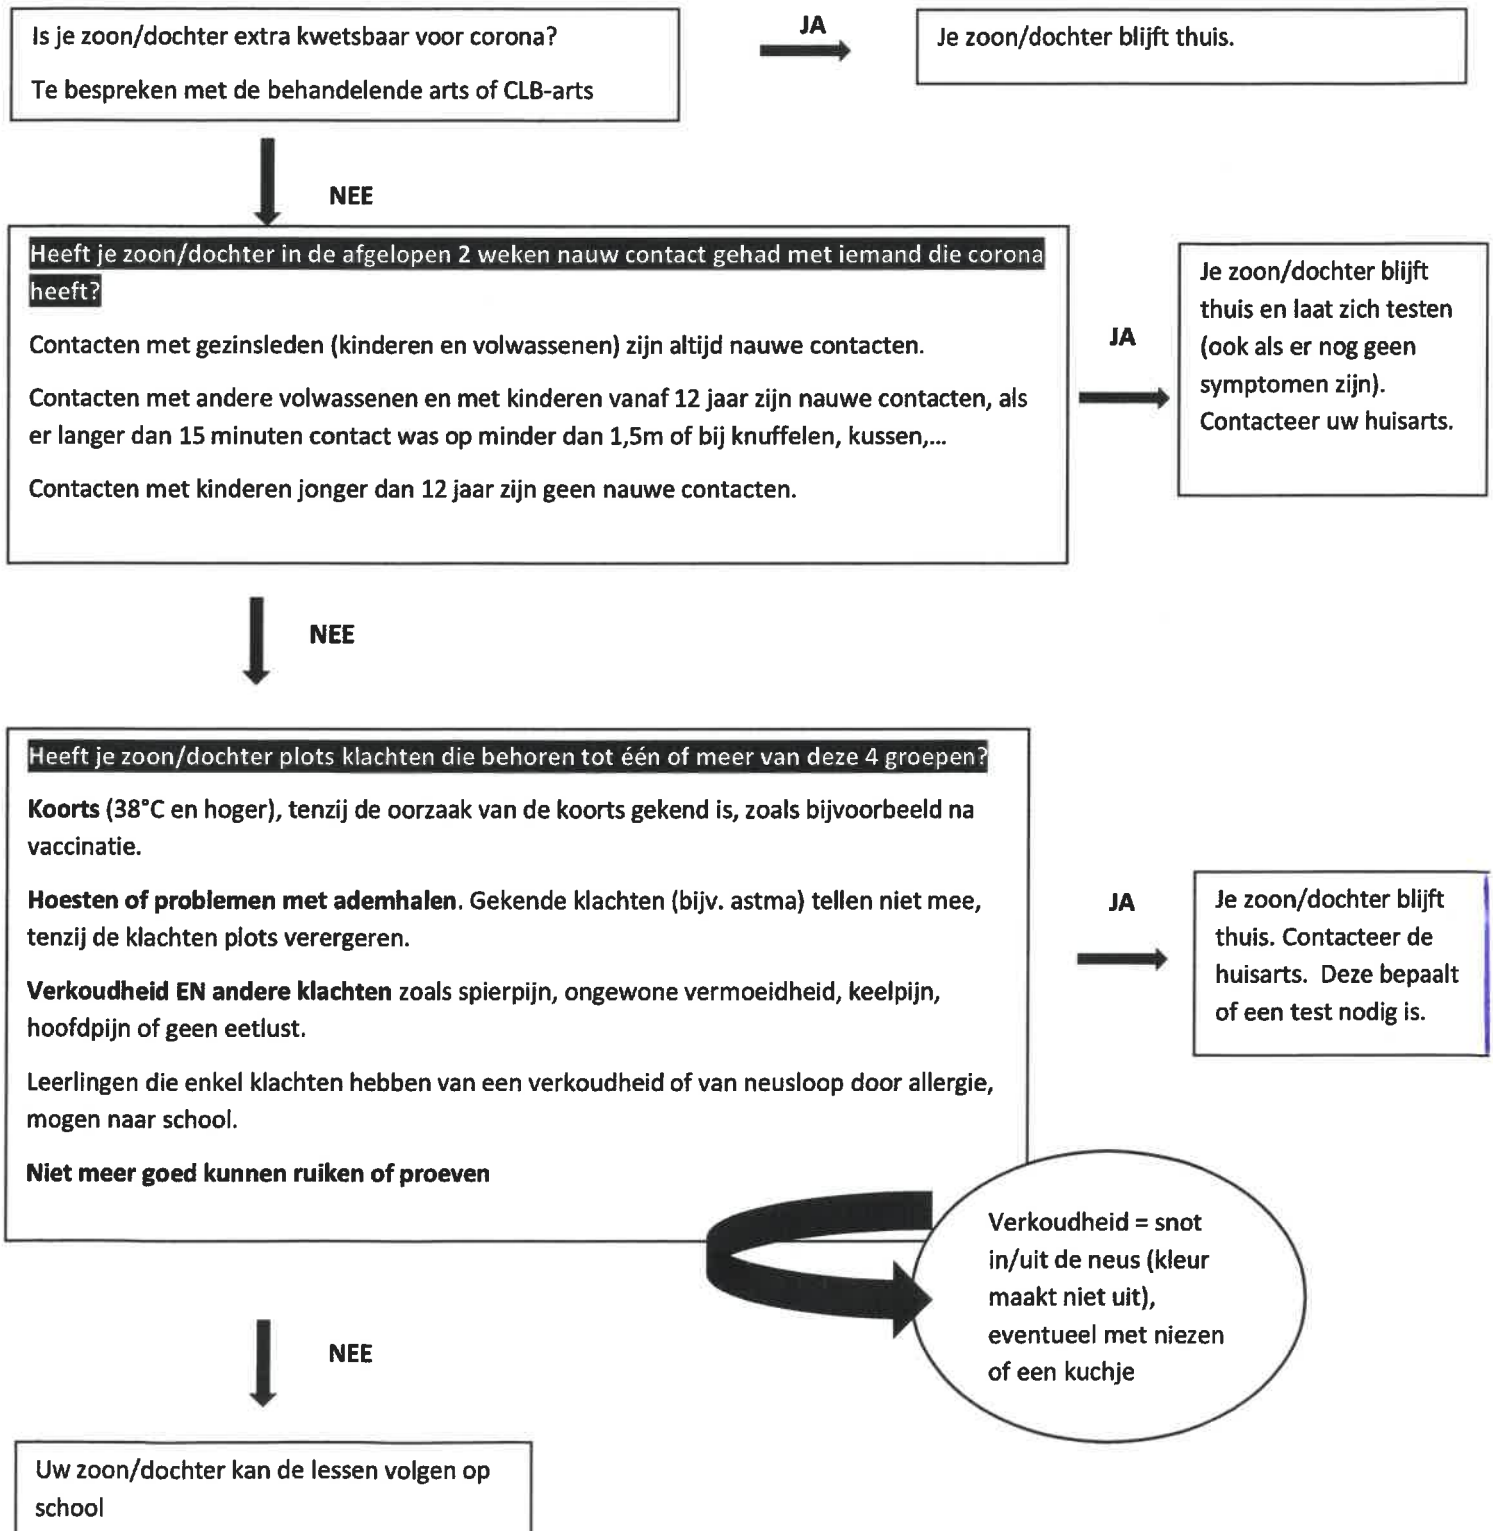 Is je zoon/dochter extra kwetsbaar voor corona?
Te bespreken met de behandelende arts of CLB-arts
JA
Je zoon/dochter blijft thuis.
NEE
Heeft je zoon/dochter in de afgelopen 2 weken nauw contact gehad met iemand die corona
heeft?
Contacten met gezinsleden (kinderen en volwassenen) zijn altijd nauwe contacten.
Contacten met andere volwassenen en met kinderen vanaf 12 jaar zijn nauwe contacten, als
er langer dan 15 minuten contact was op minder dan 1,5m of bij knuffelen, kussen,...
Contacten met kinderen jonger dan 12 jaar zijn geen nauwe contacten.
JA
Je zoon/dochter blijft
thuis en laat zich testen
(ook als er nog geen
symptomen zijn).
Contacteer uw huisarts.
NEE
Heeft je zoon/dochter plots klachten die behoren tot één of meer van deze 4 groepen?
Koorts (38°C en hoger), tenzij de oorzaak van de koorts gekend is, zoals bijvoorbeeld na
vaccinatie.
Hoesten of problemen met ademhalen. Gekende klachten (bijv. astma) tellen niet mee,
tenzij de klachten plots verergeren.
Verkoudheid EN andere klachten zoals spierpijn, ongewone vermoeidheid, keelpijn,
hoofdpijn of geen eetlust.
Leerlingen die enkel klachten hebben van een verkoudheid of van neusloop door allergie,
mogen naar school.
Niet meer goed kunnen ruiken of proeven
JA
Je zoon/dochter blijft
thuis. Contacteer de
huisarts. Deze bepaalt
of een test nodig is.
Verkoudheid = snot
in/uit de neus (kleur
maakt niet uit),
eventueel met niezen
of een kuchje
NEE
Uw zoon/dochter kan de lessen volgen op
school